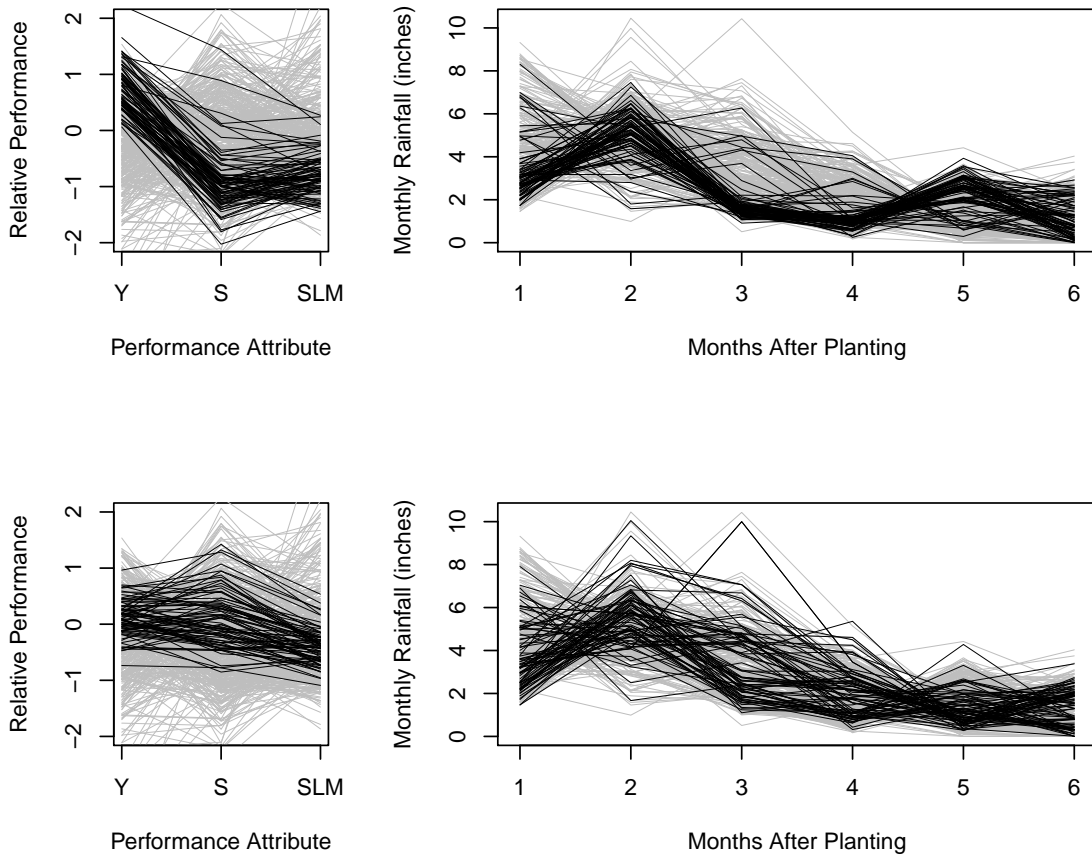 Relative Performance
2
1
0
−1
−2
Y S SLM
Performance Attribute
Monthly Rainfall (inches)
10
8
6
4
2
0
1 2 3 4 5 6
Months After Planting
Relative Performance
2
1
0
−1
−2
Y S SLM
Performance Attribute
Monthly Rainfall (inches)
10
8
6
4
2
0
1 2 3 4 5 6
Months After Planting